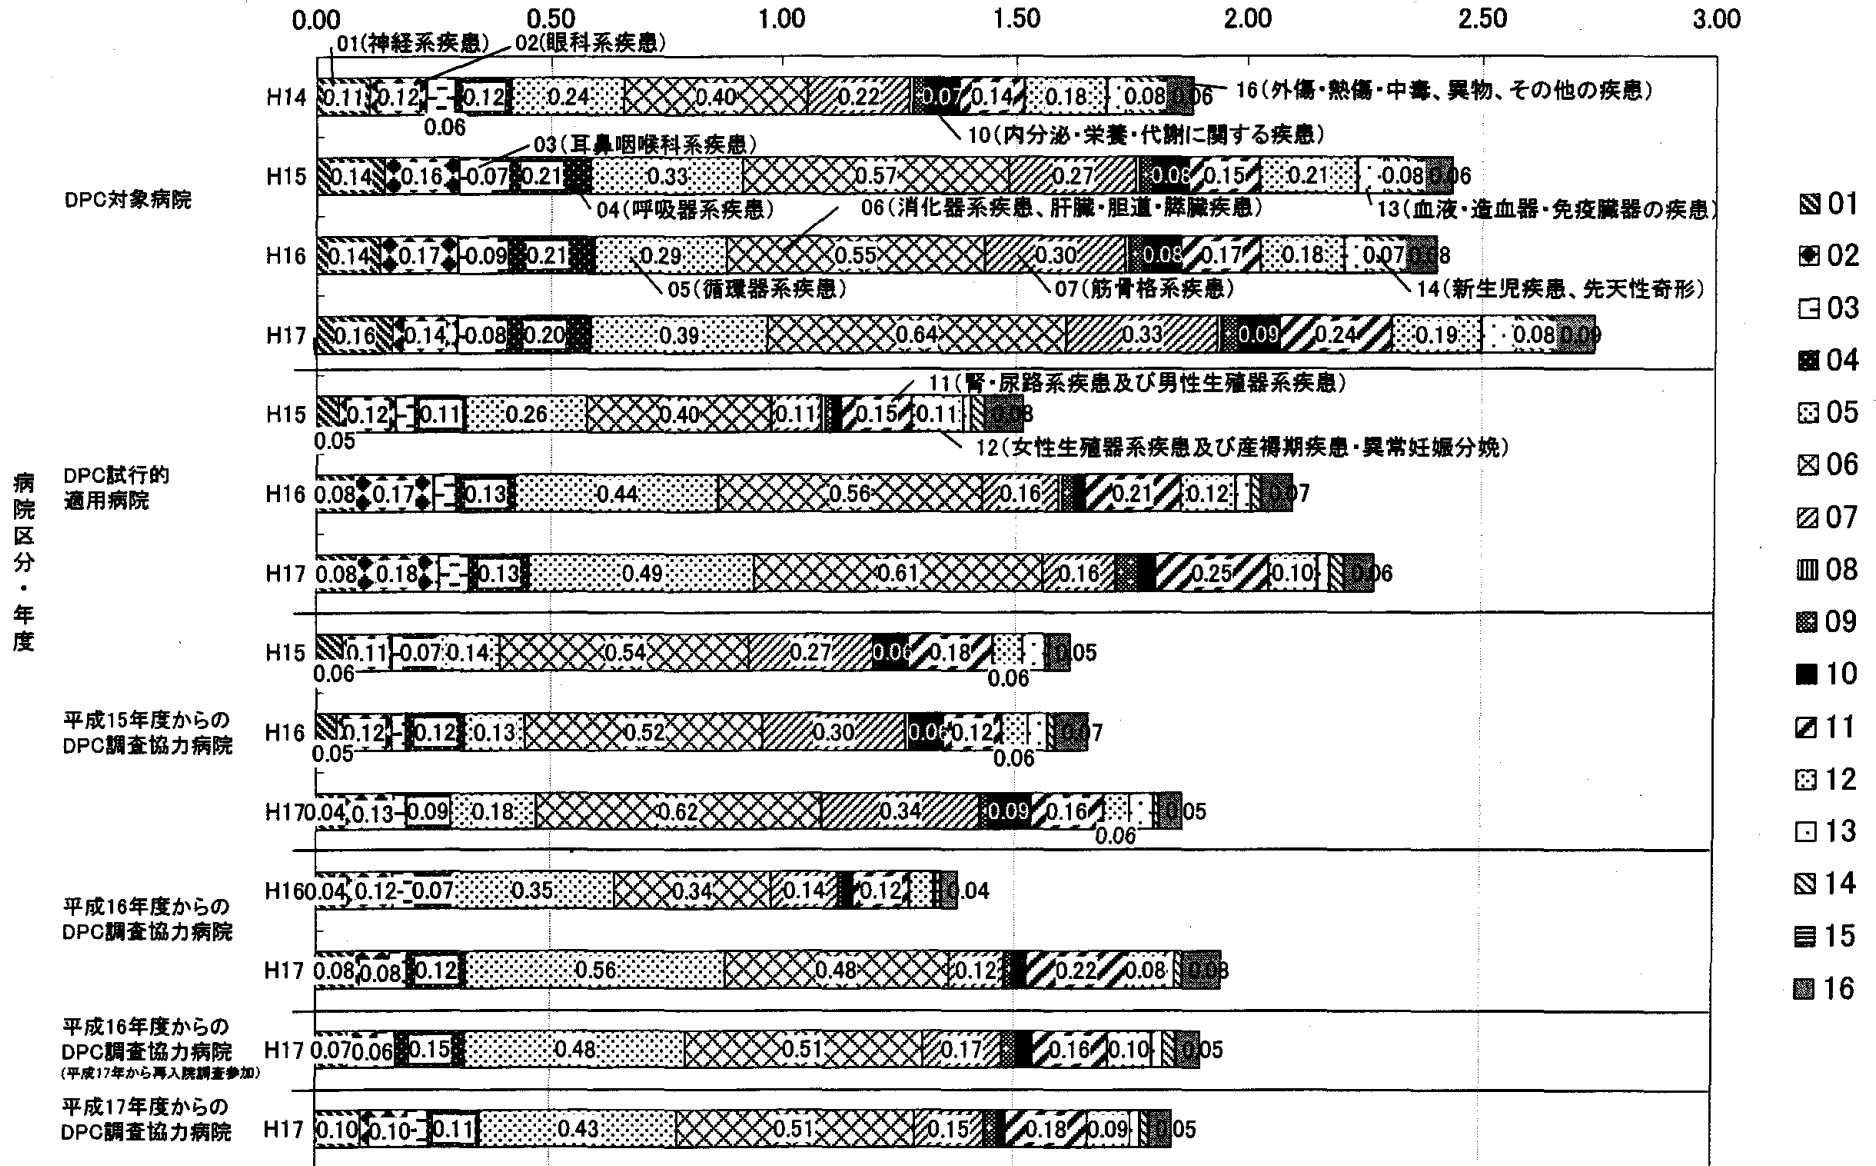 0.00 0.50 1.00 1.50 2.00 2.50 3.00
01(神経系疾患) 02(眼科系疾患)
H14 0.11 0.12 0.12 0.24 0.40 0.22 0.07 0.14 0.18 0.08 0.06 16(外傷・熱傷・中毒、異物、その他の疾患)
0.06
10(内分泌・栄養・代謝に関する疾患)
03(耳鼻咽喉科系疾患)
H15 0.14 0.16 0.07 0.21 0.33 0.57 0.27 0.08 0.15 0.21 0.08 0.06
DPC対象病院
04(呼吸器系疾患) 06(消化器系疾患、肝臓・胆道・膵臓疾患) 13(血液・造血器・免疫臓器の疾患)
H16 0.14 0.17 0.09 0.21 0.29 0.55 0.30 0.08 0.17 0.18 0.07 0.08
05(循環器系疾患) 07(筋骨格系疾患) 14(新生児疾患、先天性奇形)
H17 0.16 0.14 0.08 0.20 0.39 0.64 0.33 0.09 0.24 0.19 0.08 0.09
11(腎・尿路系疾患及び男性生殖器系疾患)
H15 0.12 0.11 0.26 0.40 0.11 0.15 0.11 0.08
0.05
12(女性生殖器系疾患及び産褥期疾患・異常妊娠分娩)
DPC試行的
適用病院
H16 0.08 0.17 0.13 0.44 0.56 0.16 0.21 0.12 0.07
H17 0.08 0.18 0.13 0.49 0.61 0.16 0.25 0.10 0.06
病院区分・年度
H15 0.11 0.07 0.14 0.54 0.27 0.06 0.18 0.05
0.06 0.06
平成15年度からの
DPC調査協力病院
H16 0.12 0.12 0.13 0.52 0.30 0.06 0.12 0.07
0.05 0.06
H17 0.04 0.13 0.09 0.18 0.62 0.34 0.09 0.16 0.05
0.06
平成16年度からの
DPC調査協力病院
H16 0.04 0.12 0.07 0.35 0.34 0.14 0.12 0.04
H17 0.08 0.08 0.12 0.56 0.48 0.12 0.22 0.08 0.08
平成16年度からの
DPC調査協力病院
(平成17年から再入院調査参加)
H17 0.07 0.06 0.15 0.48 0.51 0.17 0.16 0.10 0.05
平成17年度からの
DPC調査協力病院
H17 0.10 0.10 0.11 0.43 0.51 0.15 0.18 0.09 0.05
01
02
03
04
05
06
07
08
09
10
11
12
13
14
15
16